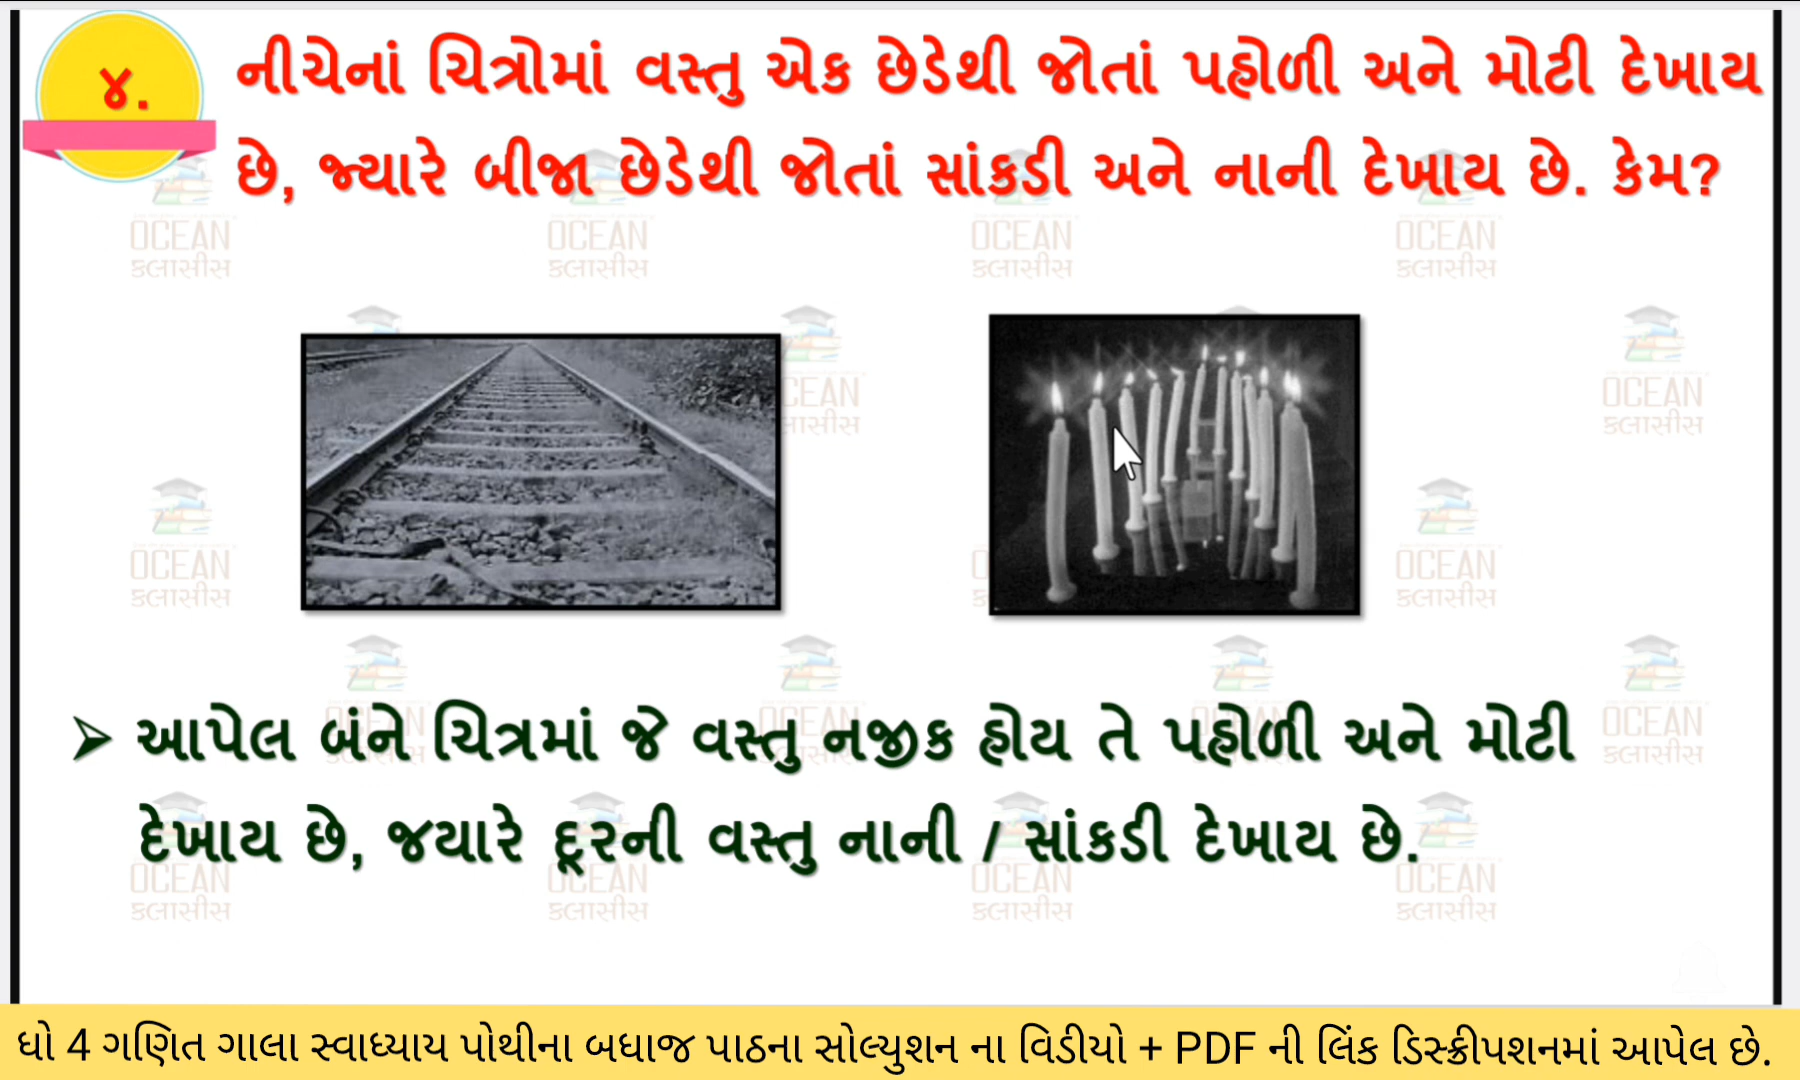 ૪.
નીચેનાં ચિત્રોમાં વસ્તુ એક છેડેથી જોતાં પહોળી અને મોટી દેખાય
છે, જ્યારે બીજા છેડેથી જોતાં સાંકડી અને નાની દેખાય છે. કેમ?
OCEAN
ક્લાસીસ
➢ આપેલ બંને ચિત્રમાં જે વસ્તુ નજીક હોય તે પહોળી અને મોટી
દેખાય છે, જયારે દૂરની વસ્તુ નાની / સાંકડી દેખાય છે.
ધો 4 ગણિત ગાલા સ્વાધ્યાય પોથીના બધાજ પાઠના સોલ્યુશન ના વિડીયો + PDF ની લિંક ડિસ્ક્રીપશનમાં આપેલ છે.